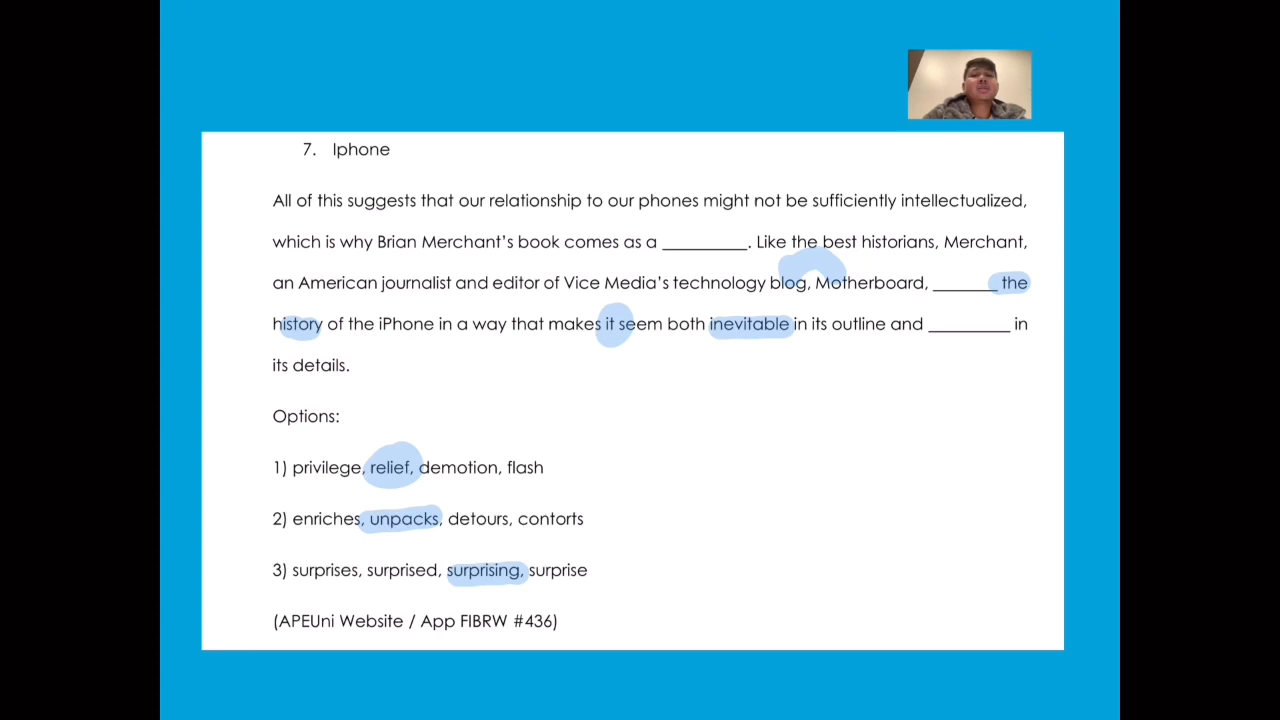 7. Iphone
All of this suggests that our relationship to our phones might not be sufficiently intellectualized,
which is why Brian Merchant's book comes as a __________. Like the best historians, Merchant,
an American journalist and editor of Vice Media's technology blog, Motherboard, ________ the
history of the iPhone in a way that makes it seem both inevitable in its outline and __________ in
its details.
Options:
1) privilege, relief, demotion, flash
2) enriches, unpacks, detours, contorts
3) surprises, surprised, surprising, surprise
(APEUni Website / App FIBRW #436)